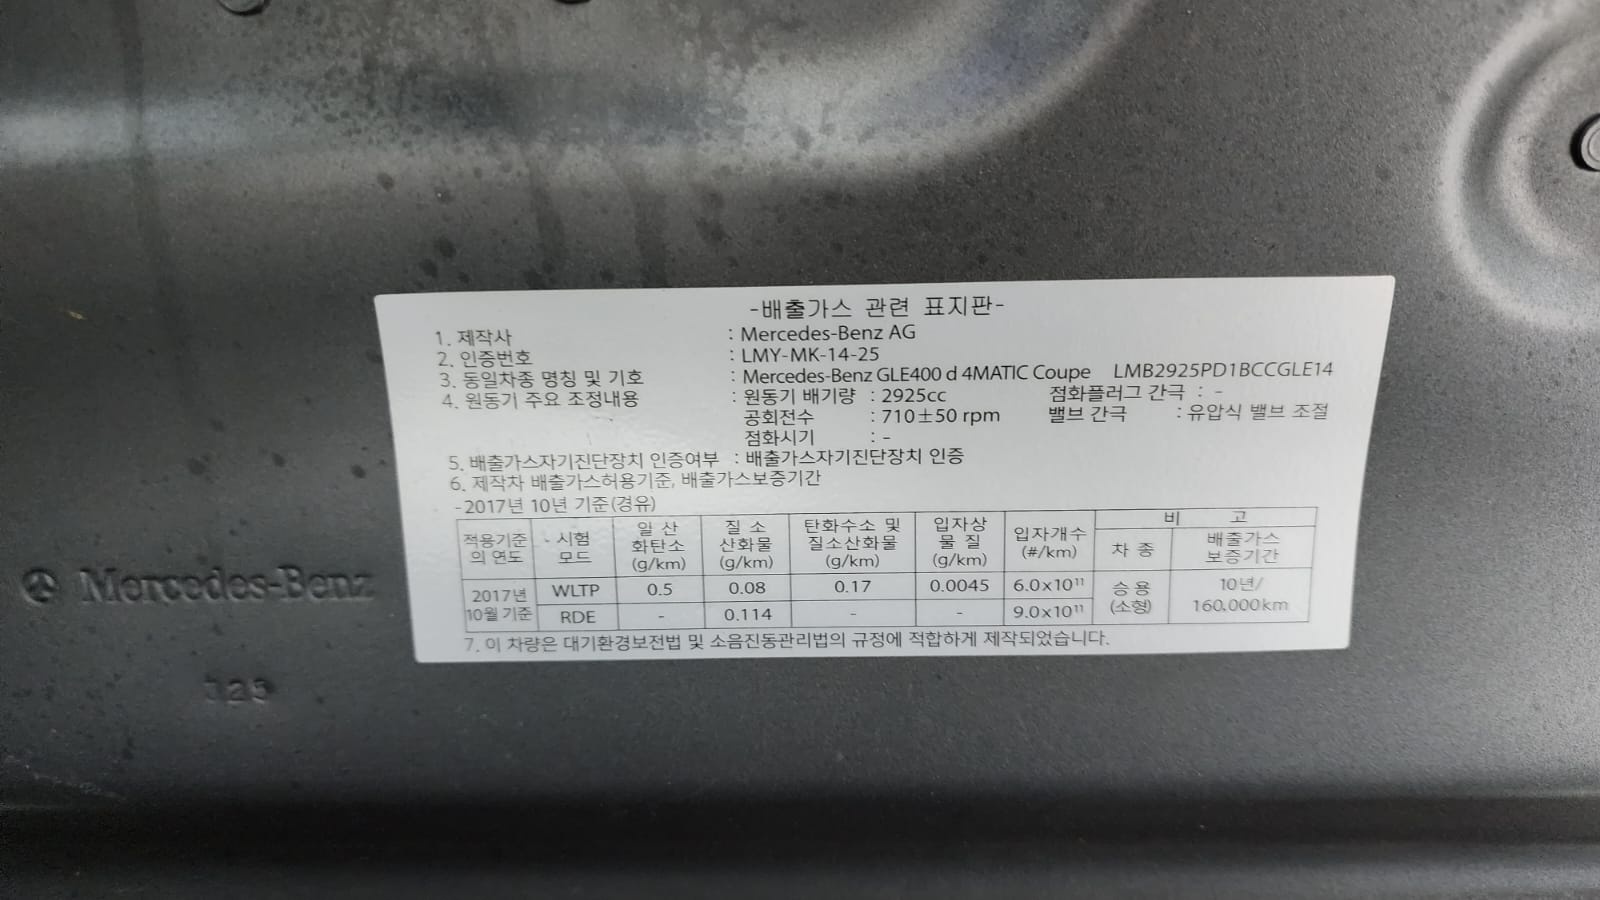 -배출가스 관련 표지판-
1. 제작사 : Mercedes-Benz AG
2. 인증번호 : LMY-MK-14-25
3. 동일차종 명칭 및 기호 : Mercedes-Benz GLE400 d 4MATIC Coupe LMB2925PD1BCCGLE14
4. 원동기 주요 조정내용 : 원동기 배기량 : 2925cc 점화플러그 간극 : -
공회전수 : 710±50 rpm 밸브 간극 : 유압식 밸브 조절
점화시기 : -
5. 배출가스자기진단장치 인증여부 : 배출가스자기진단장치 인증
6. 제작차 배출가스허용기준, 배출가스보증기간
-2017년 10년 기준(경유)
적용기준의 연도 시험모드 일산화탄소 (g/km) 질소산화물 (g/km) 탄화수소 및 질소산화물 (g/km) 입자상물질 (g/km) 입자개수 (#/km) 비 고
차 종 배출가스 보증기간
2017년 10월 기준 WLTP 0.5 0.08 0.17 0.0045 6.0x10¹¹ 승용 (소형) 10년/ 160,000km
RDE - 0.114 - - 9.0x10¹¹
7. 이 차량은 대기환경보전법 및 소음진동관리법의 규정에 적합하게 제작되었습니다.
Mercedes-Benz